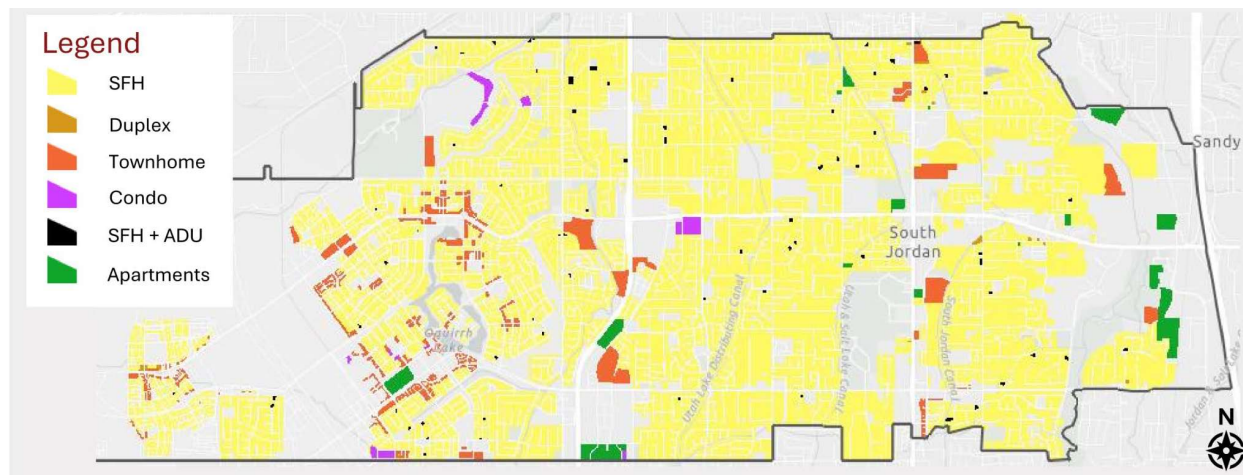 Legend
SFH
Duplex
Townhome
Condo
SFH + ADU
Apartments
Sandy
South
Jordan
Oquirrh
Lake
Utah Lake Distributing Canal
Utah & Salt Lake Canal
South Jordan Canal
Jordan & Salt Lake
N